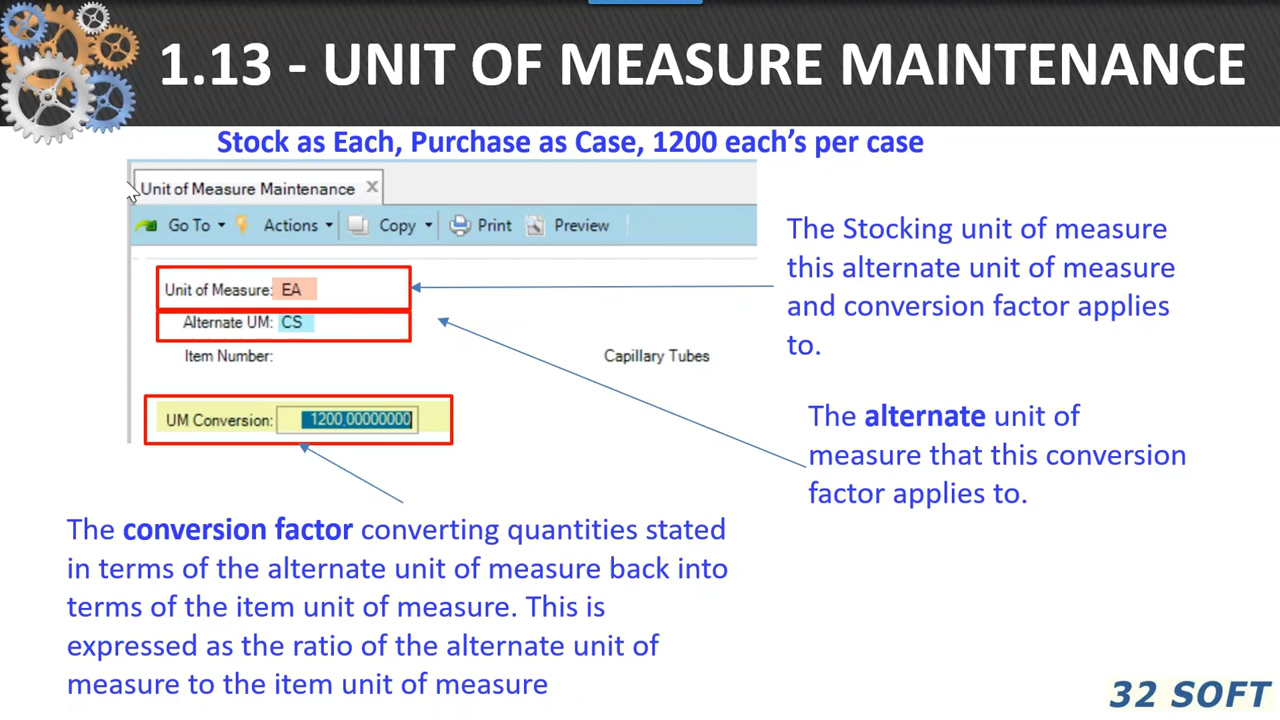 1.13 - UNIT OF MEASURE MAINTENANCE
Stock as Each, Purchase as Case, 1200 each's per case
Unit of Measure Maintenance
Go To
Actions
Copy
Print
Preview
Unit of Measure: EA
Alternate UM: CS
Item Number:
Capillary Tubes
UM Conversion: 1200.00000000
The Stocking unit of measure
this alternate unit of measure
and conversion factor applies
to.
The alternate unit of
measure that this conversion
factor applies to.
The conversion factor converting quantities stated
in terms of the alternate unit of measure back into
terms of the item unit of measure. This is
expressed as the ratio of the alternate unit of
measure to the item unit of measure
32 SOFT